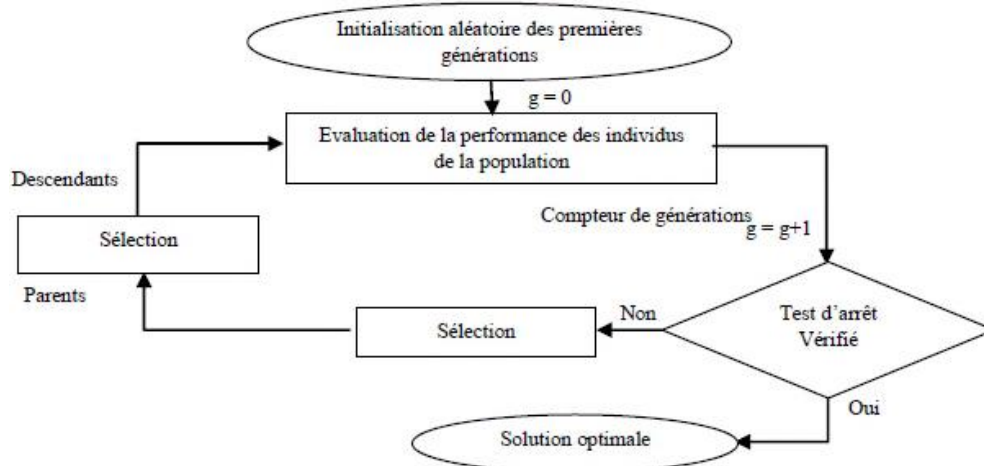 Initialisation aléatoire des premières
générations
g = 0
Evaluation de la performance des individus
de la population
Descendants
Compteur de générations
g = g+1
Sélection
Parents
Non
Sélection
Test d'arrêt
Vérifié
Oui
Solution optimale